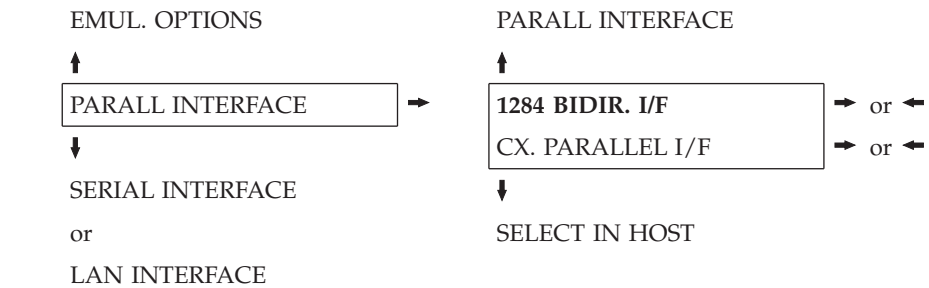 EMUL. OPTIONS
PARALL INTERFACE
SERIAL INTERFACE
or
LAN INTERFACE
PARALL INTERFACE
1284 BIDIR. I/F
or
CX. PARALLEL I/F
or
SELECT IN HOST